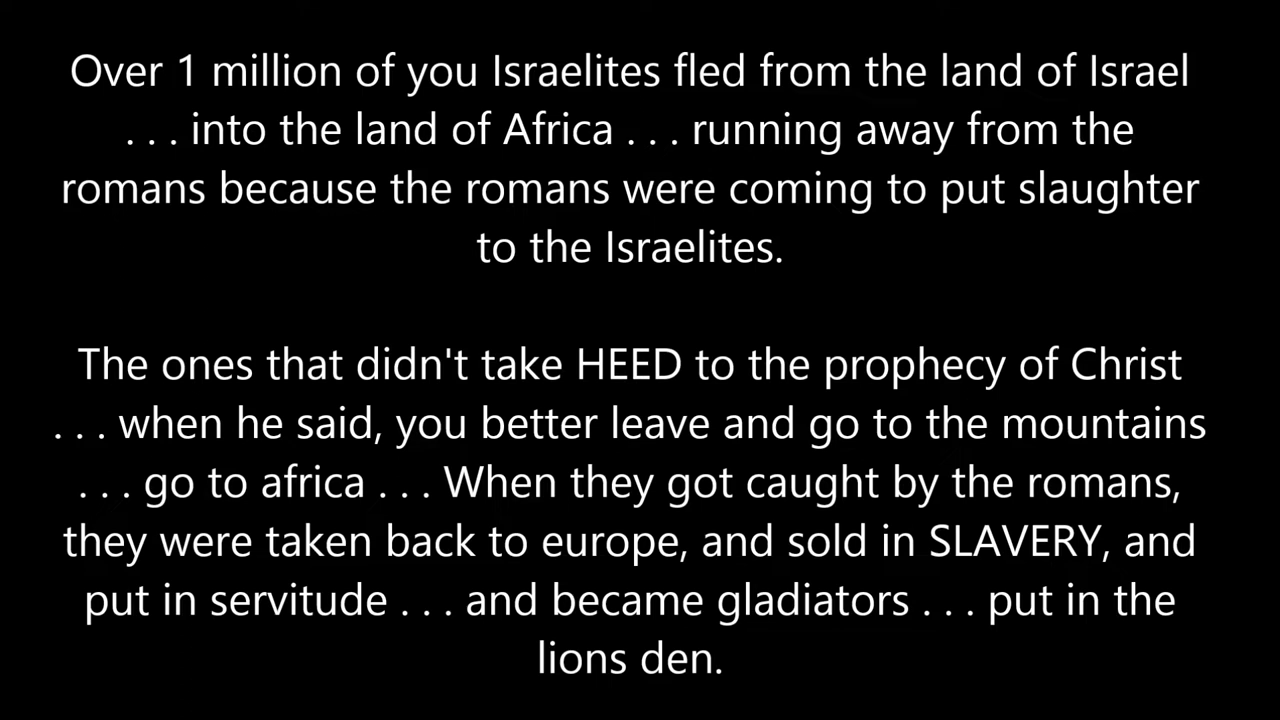 Over 1 million of you Israelites fled from the land of Israel
. . . into the land of Africa . . . running away from the
romans because the romans were coming to put slaughter
to the Israelites.
The ones that didn't take HEED to the prophecy of Christ
. . . when he said, you better leave and go to the mountains
. . . go to africa . . . When they got caught by the romans,
they were taken back to europe, and sold in SLAVERY, and
put in servitude . . . and became gladiators . . . put in the
lions den.